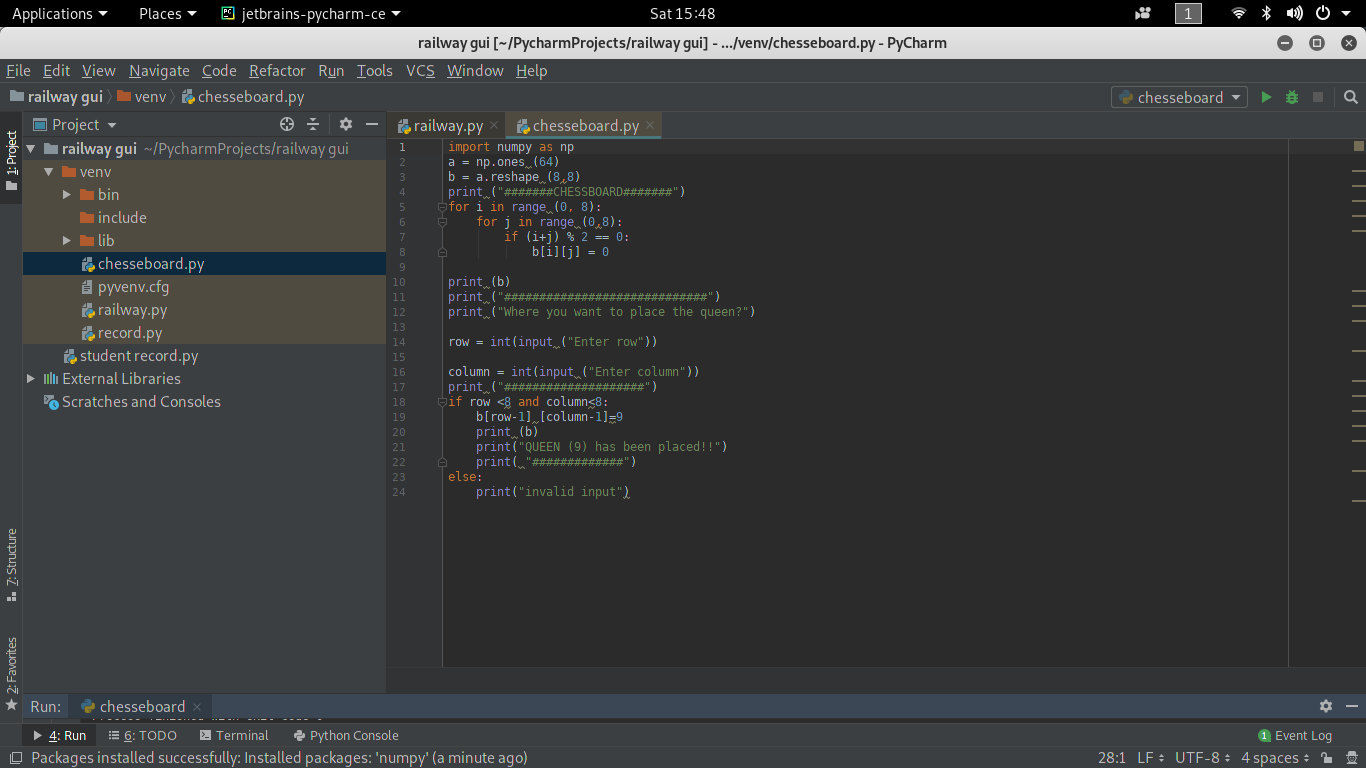 Applications Places jetbrains-pycharm-ce Sat 15:48 1
railway gui [~/PycharmProjects/railway gui] - .../venv/chesseboard.py - PyCharm
File Edit View Navigate Code Refactor Run Tools VCS Window Help
railway gui venv chesseboard.py chesseboard
1: Project
Project
railway gui ~/PycharmProjects/railway gui
venv
bin
include
lib
chesseboard.py
pyvenv.cfg
railway.py
record.py
student record.py
External Libraries
Scratches and Consoles
7: Structure
2: Favorites
railway.py chesseboard.py
1 import numpy as np
2 a = np.ones (64)
3 b = a.reshape (8,8)
4 print ("#######CHESSBOARD#######")
5 for i in range (0, 8):
6     for j in range (0,8):
7         if (i+j) % 2 == 0:
8             b[i][j] = 0
9
10 print (b)
11 print ("#############################")
12 print ("Where you want to place the queen?")
13
14 row = int(input ("Enter row"))
15
16 column = int(input ("Enter column"))
17 print ("####################")
18 if row <8 and column<8:
19     b[row-1] [column-1]=9
20     print (b)
21     print("QUEEN (9) has been placed!!")
22     print( "#############")
23 else:
24     print("invalid input")
Run: chesseboard
4: Run 6: TODO Terminal Python Console 1 Event Log
Packages installed successfully: Installed packages: 'numpy' (a minute ago) 28:1 LF UTF-8 4 spaces